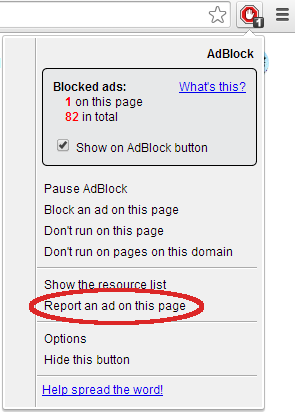 1
AdBlock
Blocked ads: What's this?
1 on this page
82 in total
Show on AdBlock button
Pause AdBlock
Block an ad on this page
Don't run on this page
Don't run on pages on this domain
Show the resource list
Report an ad on this page
Options
Hide this button
Help spread the word!